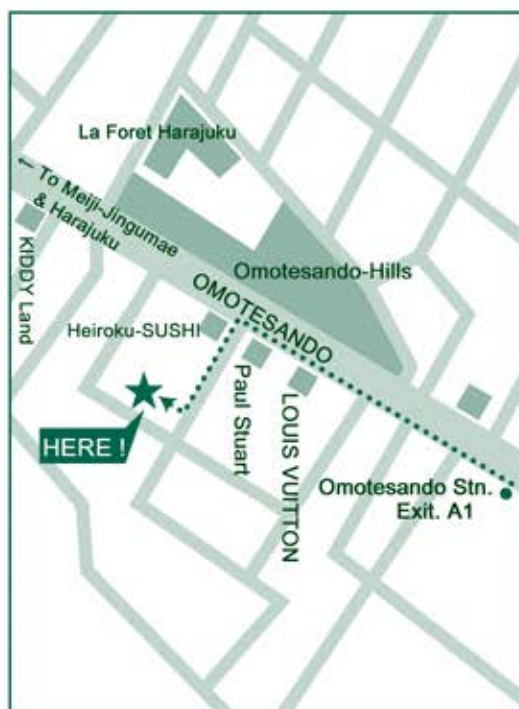 La Foret Harajuku
← To Meiji-Jingumae
& Harajuku
KIDDY Land
Omotesando-Hills
OMOTESANDO
Heiroku-SUSHI
Paul Stuart
LOUIS VUITTON
HERE !
Omotesando Stn.
Exit. A1